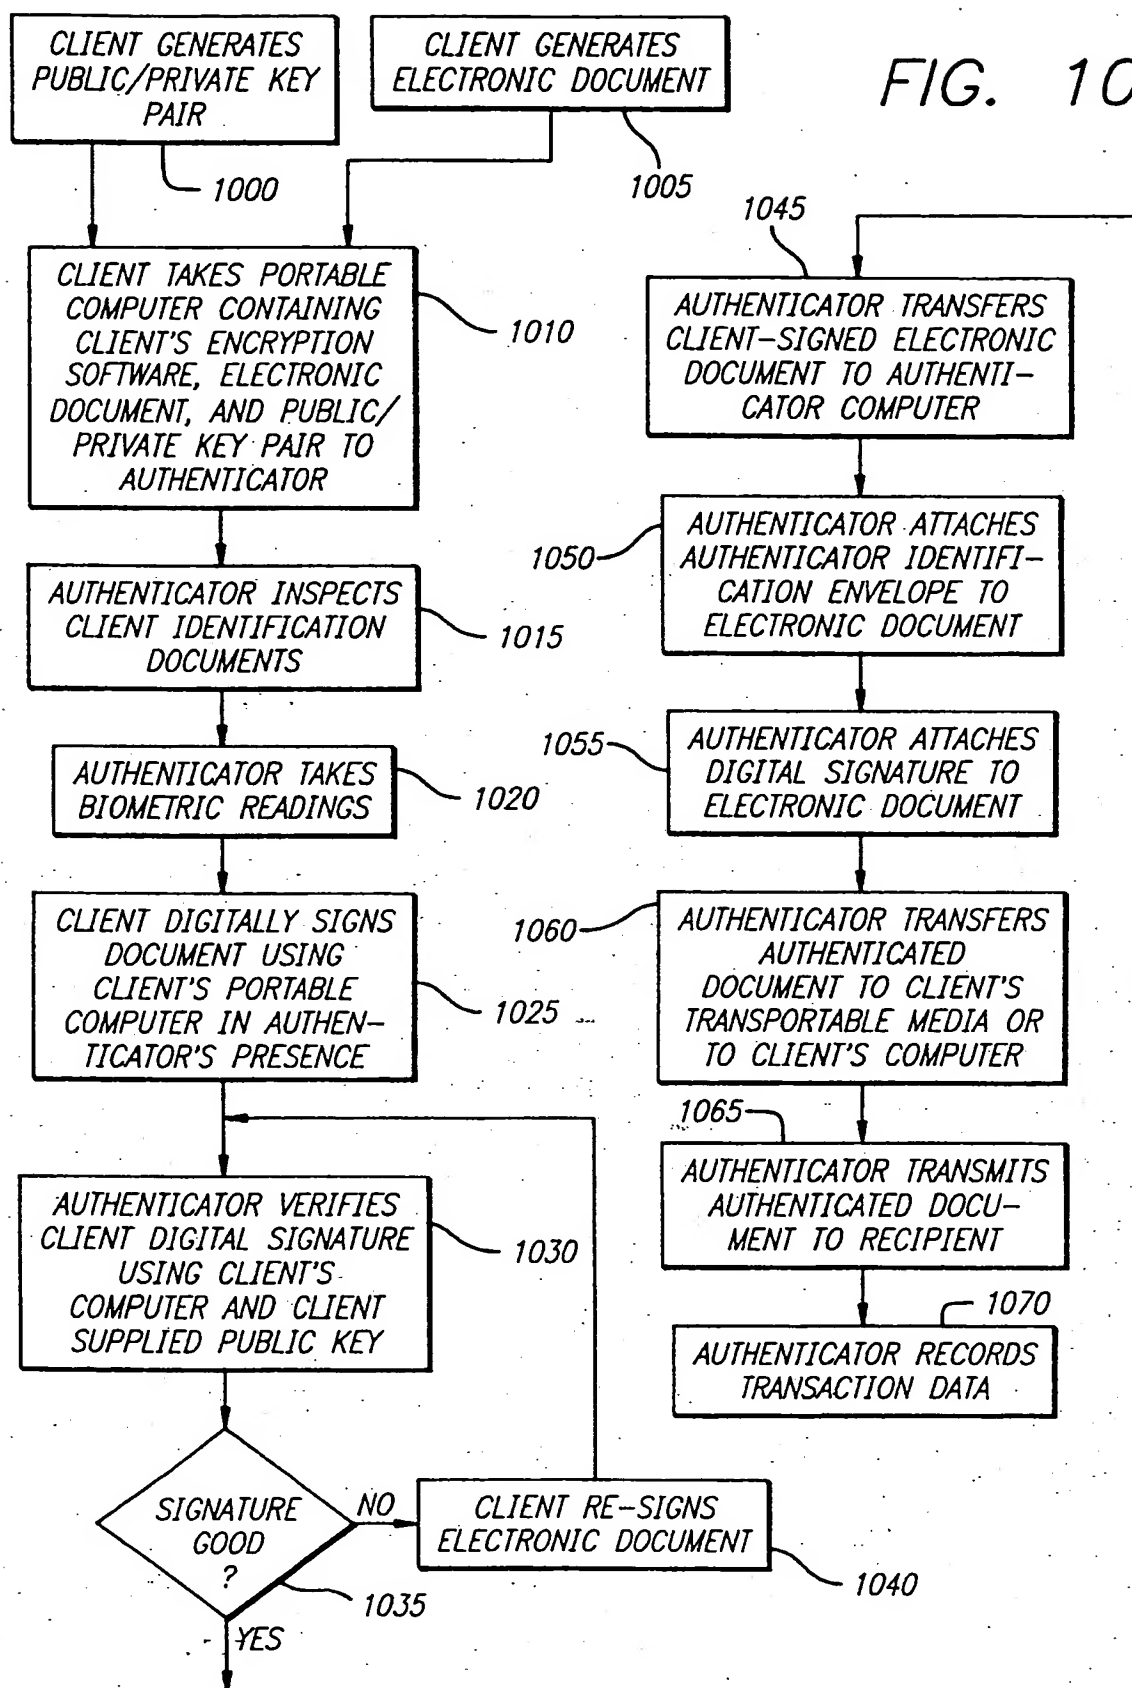 CLIENT GENERATES
PUBLIC/PRIVATE KEY
PAIR
1000
CLIENT GENERATES
ELECTRONIC DOCUMENT
1005
FIG. 10
CLIENT TAKES PORTABLE
COMPUTER CONTAINING
CLIENT'S ENCRYPTION
SOFTWARE, ELECTRONIC
DOCUMENT, AND PUBLIC/
PRIVATE KEY PAIR TO
AUTHENTICATOR
1010
AUTHENTICATOR INSPECTS
CLIENT IDENTIFICATION
DOCUMENTS
1015
AUTHENTICATOR TAKES
BIOMETRIC READINGS
1020
CLIENT DIGITALLY SIGNS
DOCUMENT USING
CLIENT'S PORTABLE
COMPUTER IN AUTHEN-
TICATOR'S PRESENCE
1025
AUTHENTICATOR VERIFIES
CLIENT DIGITAL SIGNATURE
USING CLIENT'S
COMPUTER AND CLIENT
SUPPLIED PUBLIC KEY
1030
SIGNATURE
GOOD
?
1035
NO
YES
CLIENT RE-SIGNS
ELECTRONIC DOCUMENT
1040
1045
AUTHENTICATOR TRANSFERS
CLIENT-SIGNED ELECTRONIC
DOCUMENT TO AUTHENTI-
CATOR COMPUTER
1050
AUTHENTICATOR ATTACHES
AUTHENTICATOR IDENTIFI-
CATION ENVELOPE TO
ELECTRONIC DOCUMENT
1055
AUTHENTICATOR ATTACHES
DIGITAL SIGNATURE TO
ELECTRONIC DOCUMENT
1060
AUTHENTICATOR TRANSFERS
AUTHENTICATED
DOCUMENT TO CLIENT'S
TRANSPORTABLE MEDIA OR
TO CLIENT'S COMPUTER
1065
AUTHENTICATOR TRANSMITS
AUTHENTICATED DOCU-
MENT TO RECIPIENT
1070
AUTHENTICATOR RECORDS
TRANSACTION DATA